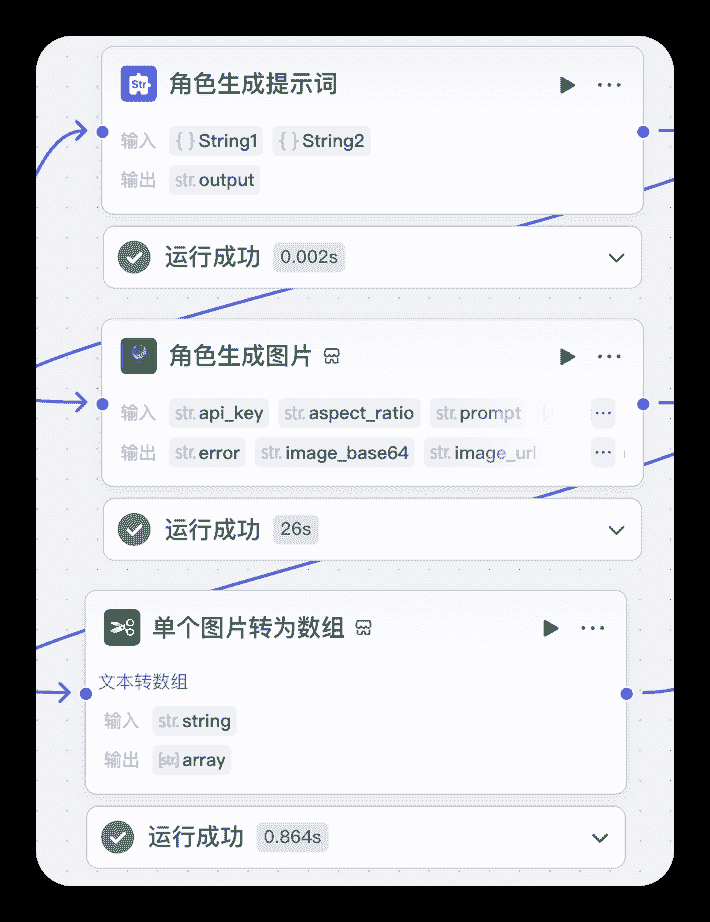 Str 角色生成提示词
输入 { } String1 { } String2
输出 str. output
运行成功 0.002s
角色生成图片
输入 str. api_key str. aspect_ratio str. prompt ...
输出 str. error str. image_base64 str. image_url ...
运行成功 26s
单个图片转为数组
文本转数组
输入 str. string
输出 [str] array
运行成功 0.864s